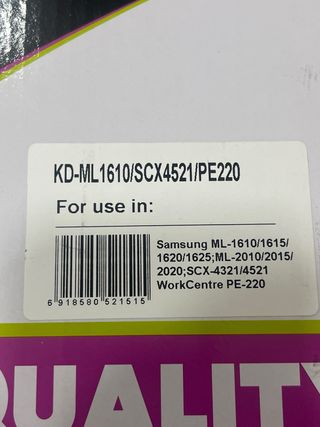 KD-ML1610/SCX4521/PE220
For use in:
Samsung ML-1610/1615/
1620/1625;ML-2010/2015/
2020;SCX-4321/4521
WorkCentre PE-220
6 918580 521515
QUALITY